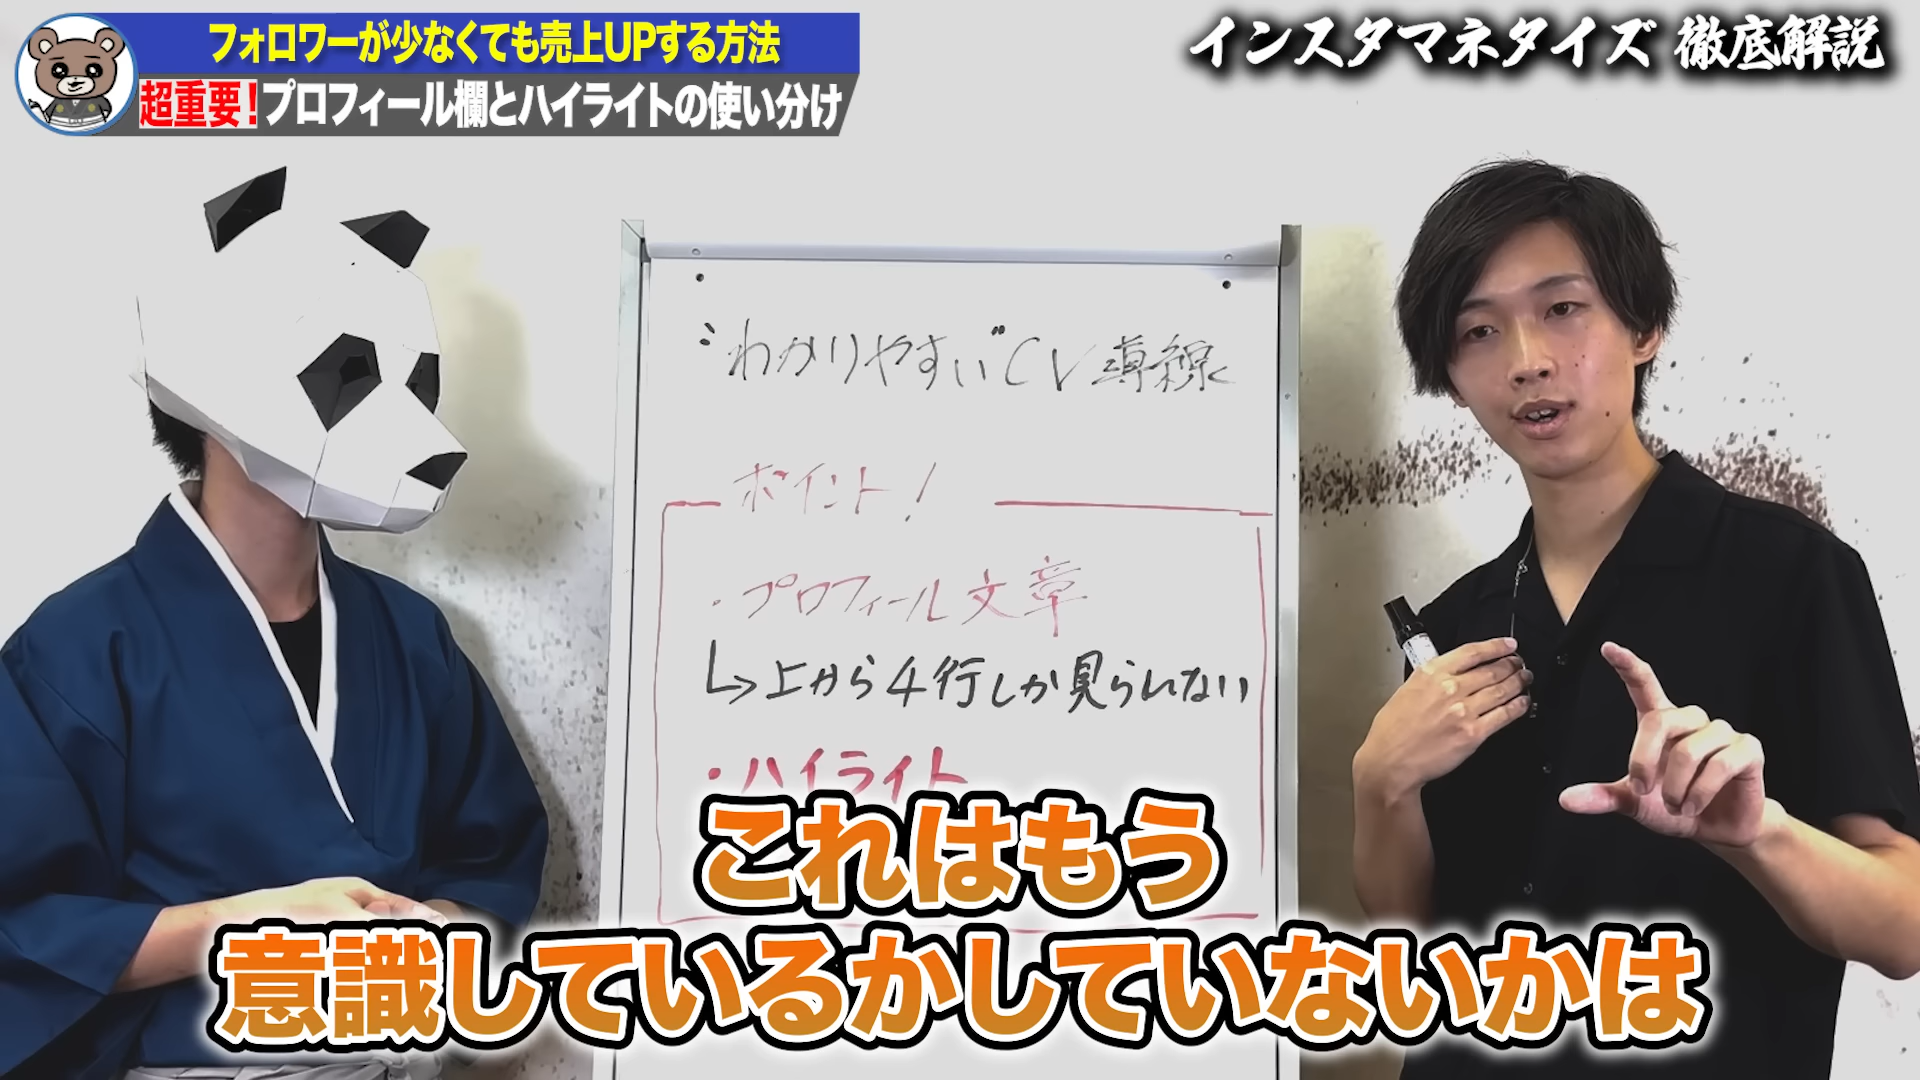 フォロワーが少なくても売上UPする方法
超重要!プロフィール欄とハイライトの使い分け
インスタマネタイズ 徹底解説
"わかりやすい"CV導線
ポイント!
・プロフィール文章
↳上から4行しか見られない
・ハイライト
これはもう
意識しているかしていないかは